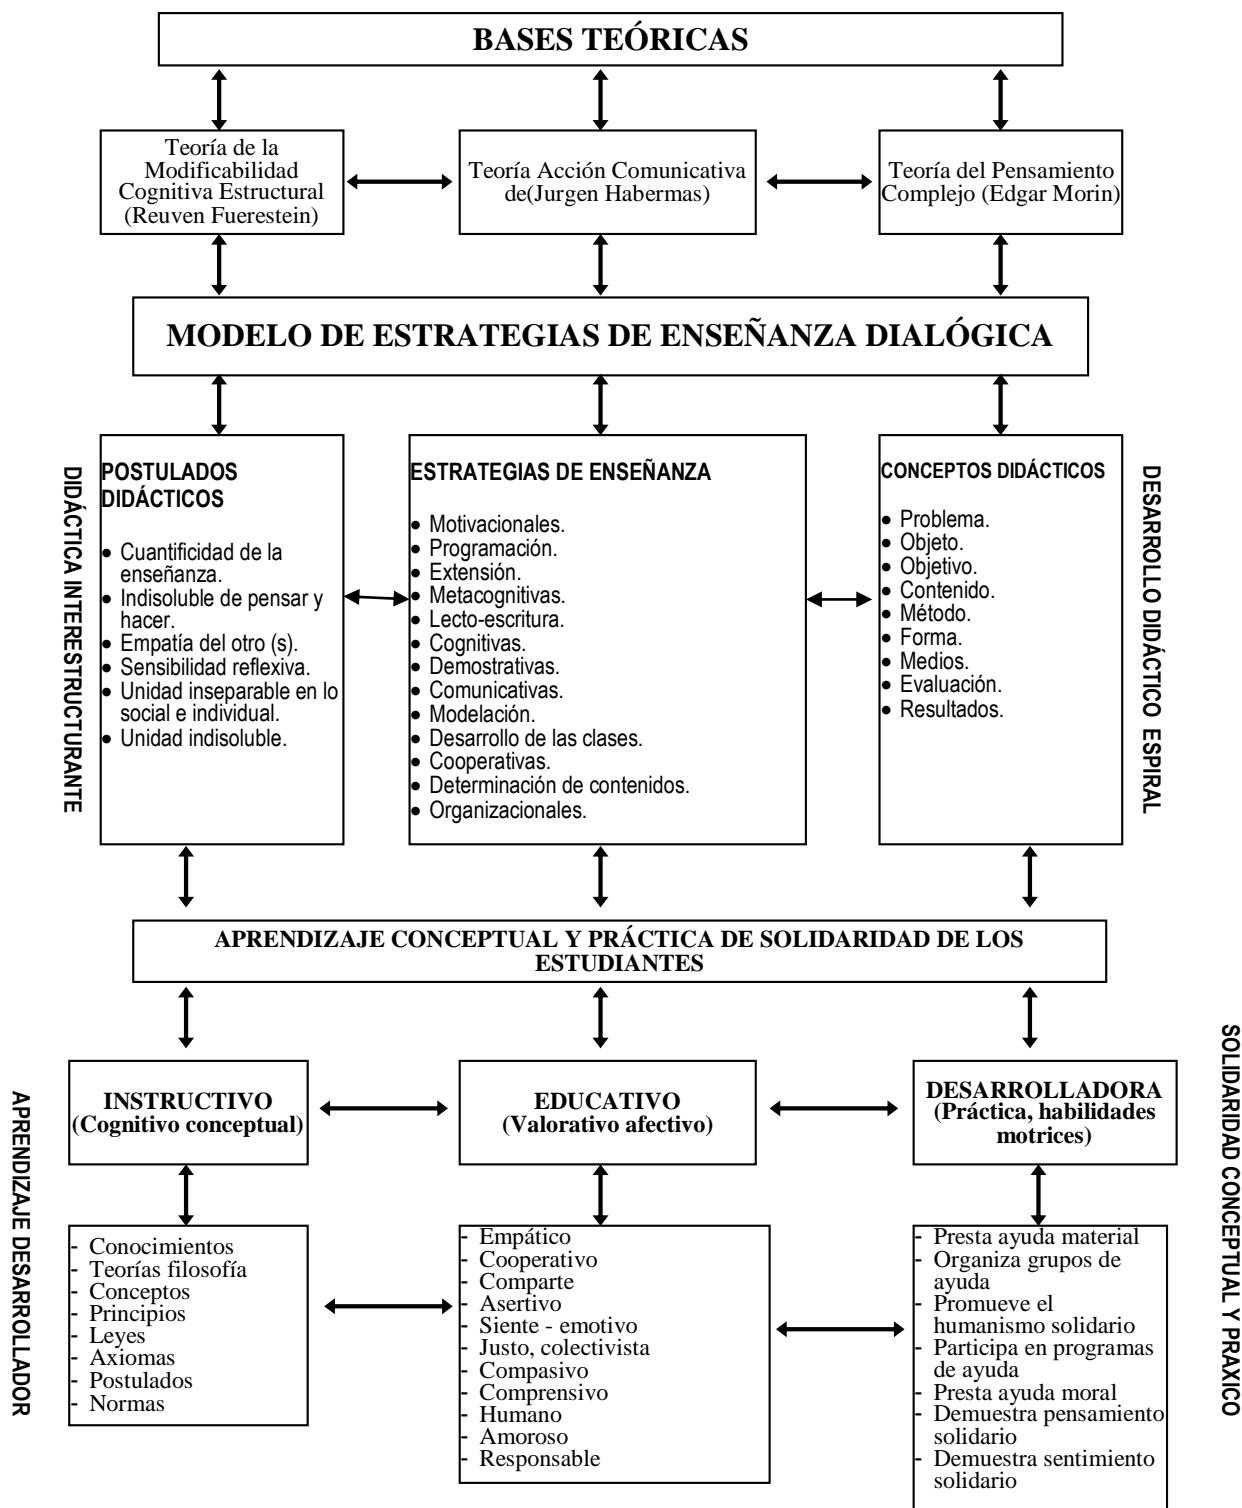 BASES TEÓRICAS
Teoría de la
Modificabilidad
Cognitiva Estructural
(Reuven Fuerestein)
Teoría Acción Comunicativa
de(Jurgen Habermas)
Teoría del Pensamiento
Complejo (Edgar Morin)
MODELO DE ESTRATEGIAS DE ENSEÑANZA DIALÓGICA
DIDÁCTICA INTERESTRUCTURANTE
POSTULADOS
DIDÁCTICOS
● Cuantificidad de la
enseñanza.
● Indisoluble de pensar y
hacer.
● Empatía del otro (s).
● Sensibilidad reflexiva.
● Unidad inseparable en lo
social e individual.
● Unidad indisoluble.
ESTRATEGIAS DE ENSEÑANZA
● Motivacionales.
● Programación.
● Extensión.
● Metacognitivas.
● Lecto-escritura.
● Cognitivas.
● Demostrativas.
● Comunicativas.
● Modelación.
● Desarrollo de las clases.
● Cooperativas.
● Determinación de contenidos.
● Organizacionales.
CONCEPTOS DIDÁCTICOS
● Problema.
● Objeto.
● Objetivo.
● Contenido.
● Método.
● Forma.
● Medios.
● Evaluación.
● Resultados.
DESARROLLO DIDÁCTICO ESPIRAL
APRENDIZAJE CONCEPTUAL Y PRÁCTICA DE SOLIDARIDAD DE LOS
ESTUDIANTES
APRENDIZAJE DESARROLLADOR
INSTRUCTIVO
(Cognitivo conceptual)
EDUCATIVO
(Valorativo afectivo)
DESARROLLADORA
(Práctica, habilidades
motrices)
- Conocimientos
- Teorías filosofía
- Conceptos
- Principios
- Leyes
- Axiomas
- Postulados
- Normas
- Empático
- Cooperativo
- Comparte
- Asertivo
- Siente - emotivo
- Justo, colectivista
- Compasivo
- Comprensivo
- Humano
- Amoroso
- Responsable
- Presta ayuda material
- Organiza grupos de
ayuda
- Promueve el
humanismo solidario
- Participa en programas
de ayuda
- Presta ayuda moral
- Demuestra pensamiento
solidario
- Demuestra sentimiento
solidario
SOLIDARIDAD CONCEPTUAL Y PRAXICO